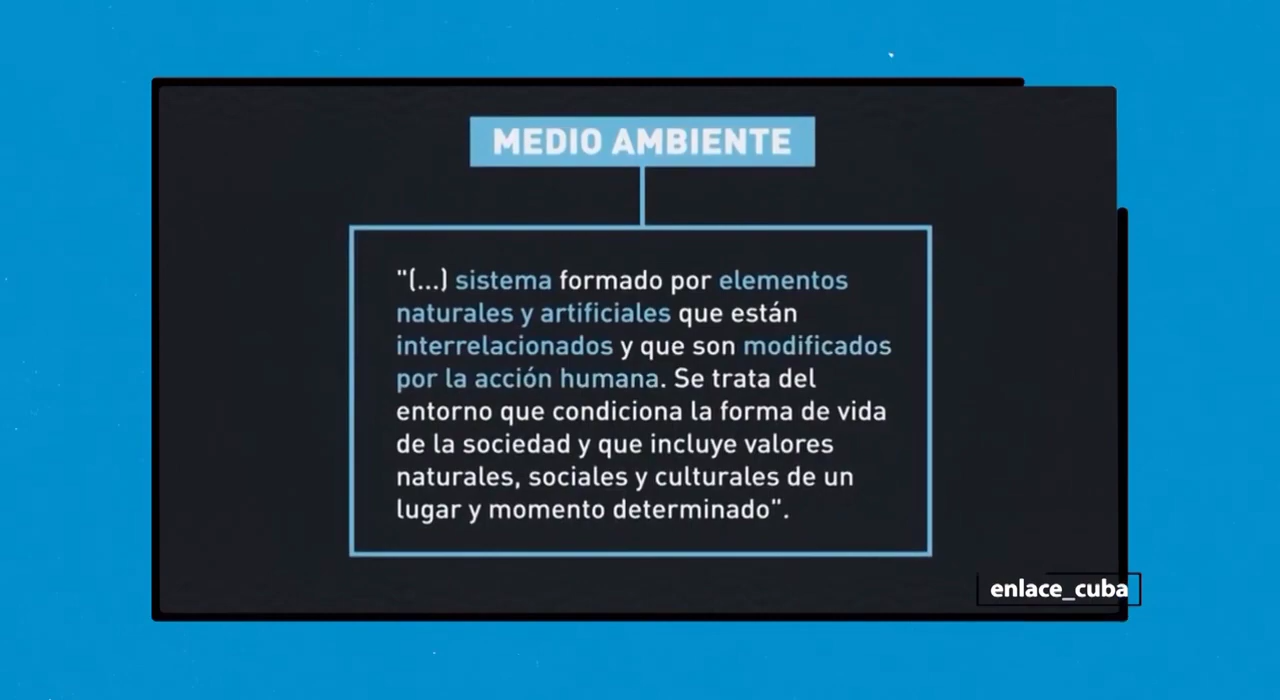 MEDIO AMBIENTE
"(...) sistema formado por elementos
naturales y artificiales que están
interrelacionados y que son modificados
por la acción humana. Se trata del
entorno que condiciona la forma de vida
de la sociedad y que incluye valores
naturales, sociales y culturales de un
lugar y momento determinado".
enlace_cuba